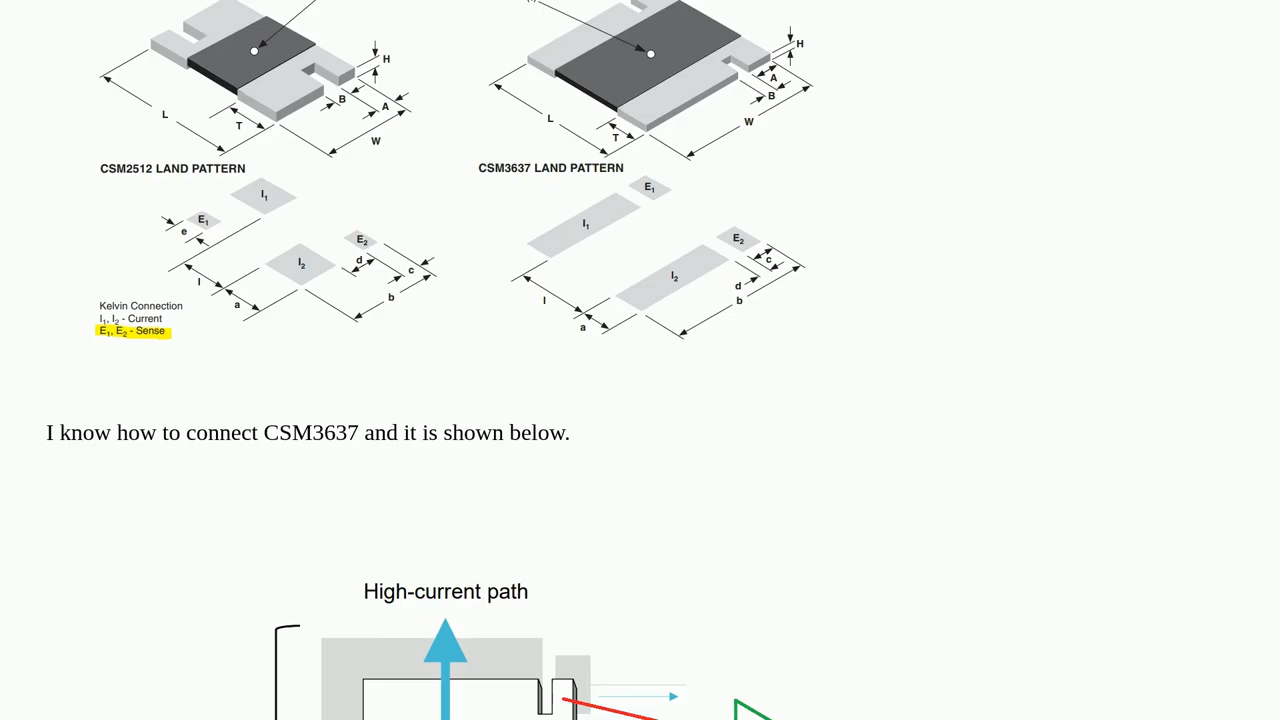 H
H
A
B
A
B
L
L
T
W
T
W
CSM2512 LAND PATTERN
CSM3637 LAND PATTERN
I1
E1
E1
I1
e
E2
E2
I2
d
c
c
I2
l
a
b
d
b
l
a
Kelvin Connection
I1, I2 - Current
E1, E2 - Sense
I know how to connect CSM3637 and it is shown below.
High-current path